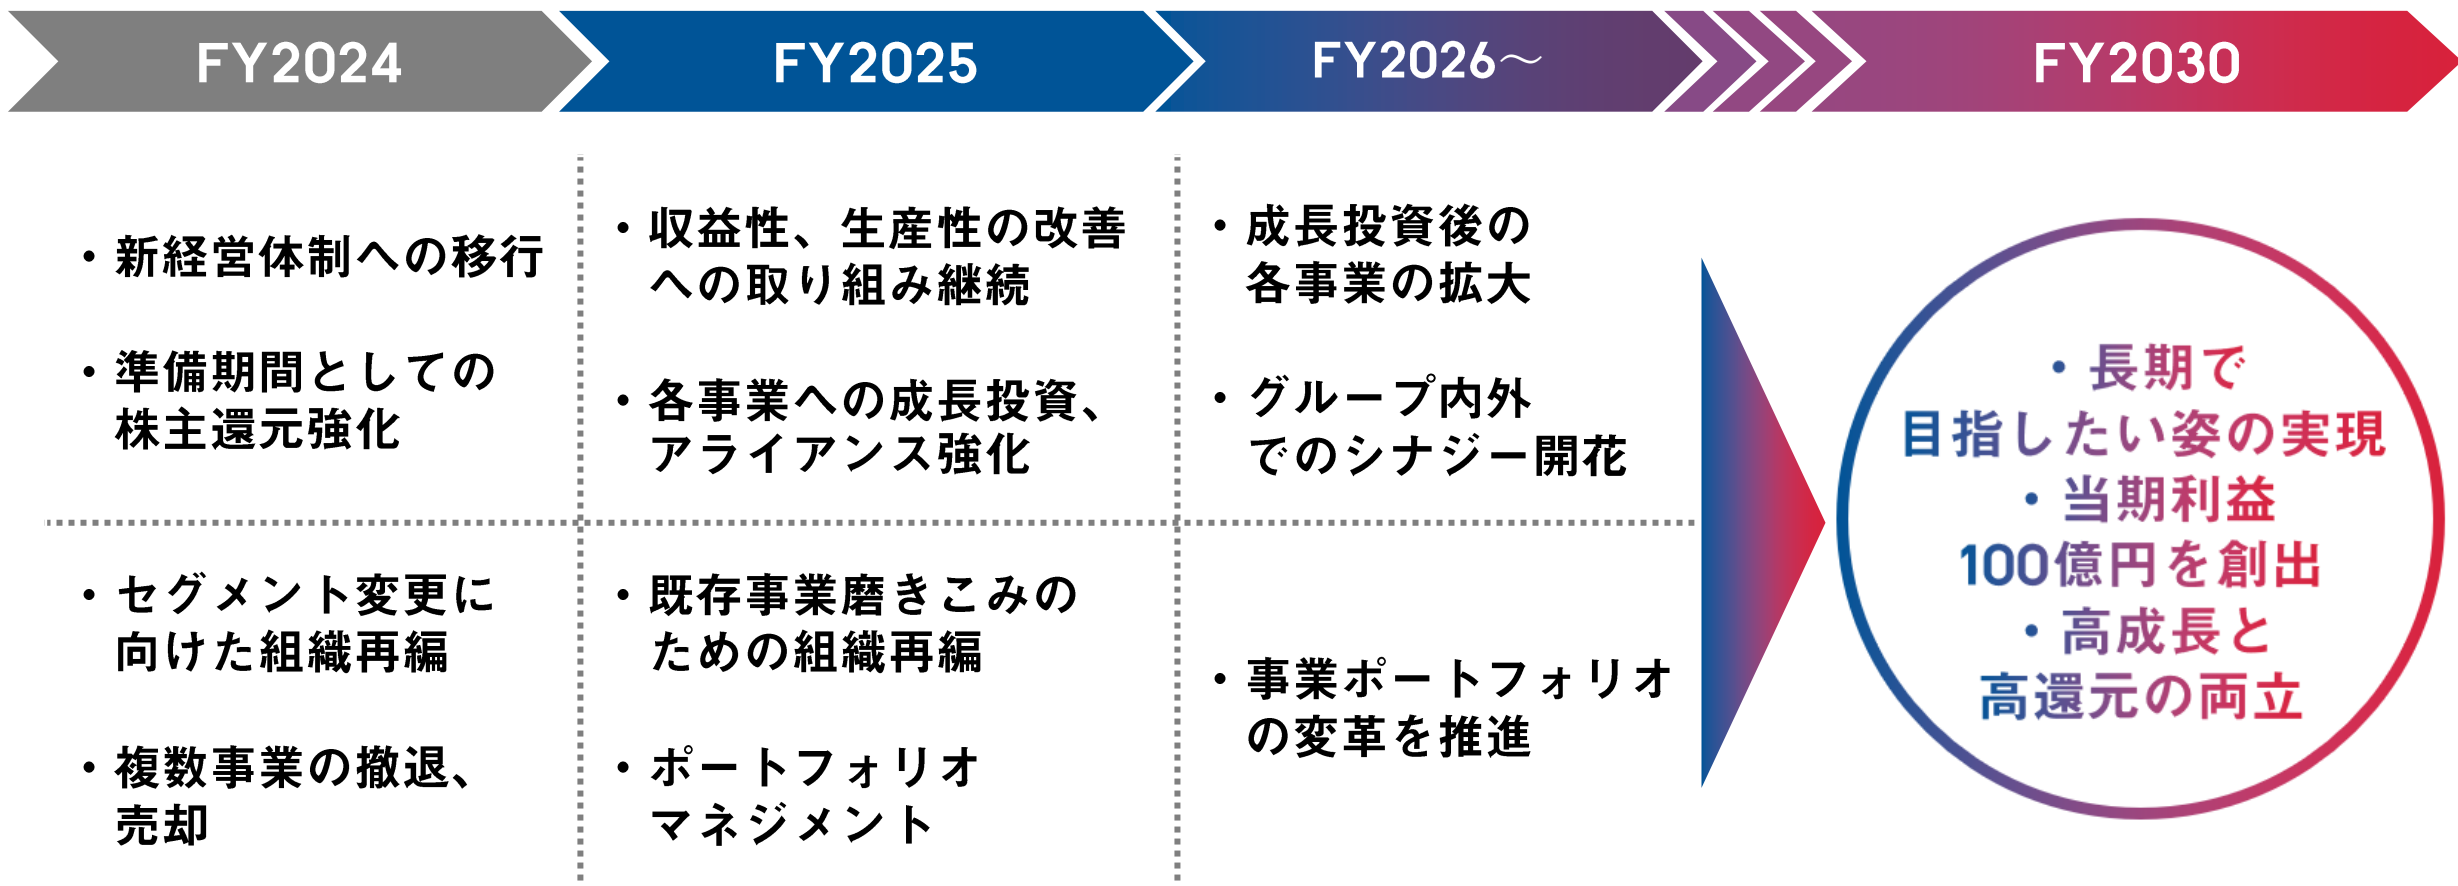 FY2024
FY2025
FY2026～
FY2030
・新経営体制への移行
・準備期間としての
株主還元強化
・収益性、生産性の改善
への取り組み継続
・各事業への成長投資、
アライアンス強化
・成長投資後の
各事業の拡大
・グループ内外
でのシナジー開花
・セグメント変更に
向けた組織再編
・複数事業の撤退、
売却
・既存事業磨きこみの
ための組織再編
・ポートフォリオ
マネジメント
・事業ポートフォリオ
の変革を推進
・長期で
目指したい姿の実現
・当期利益
100億円を創出
・高成長と
高還元の両立